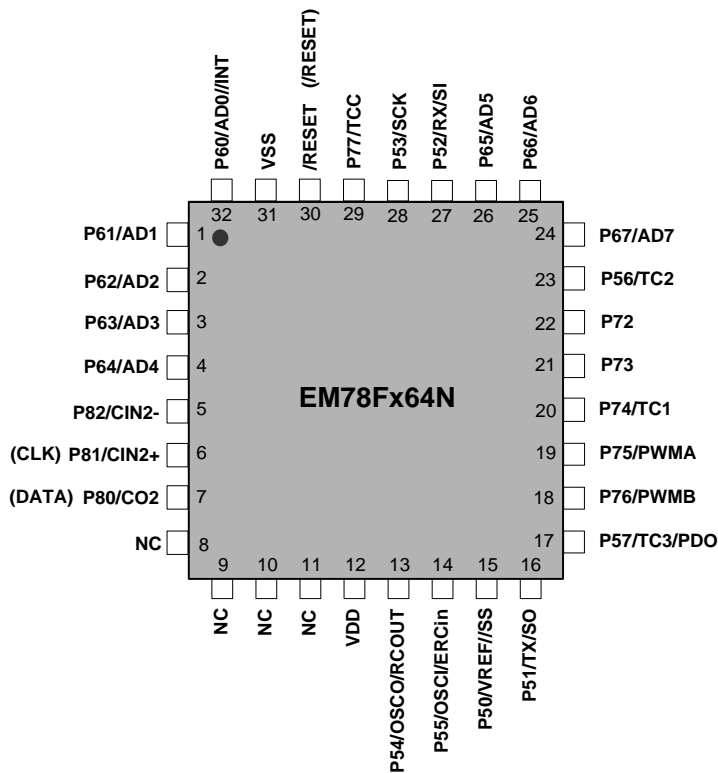 P60/AD0//INT
VSS
/RESET (/RESET)
P77/TCC
P53/SCK
P52/RX/SI
P65/AD5
P66/AD6
32 31 30 29 28 27 26 25
P61/AD1 1
P62/AD2 2
P63/AD3 3
P64/AD4 4
P82/CIN2- 5
(CLK) P81/CIN2+ 6
(DATA) P80/CO2 7
NC 8
EM78Fx64N
24 P67/AD7
23 P56/TC2
22 P72
21 P73
20 P74/TC1
19 P75/PWMA
18 P76/PWMB
17 P57/TC3/PDO
9 10 11 12 13 14 15 16
NC
NC
NC
VDD
P54/OSCO/RCOUT
P55/OSCI/ERCin
P50/VREF//SS
P51/TX/SO